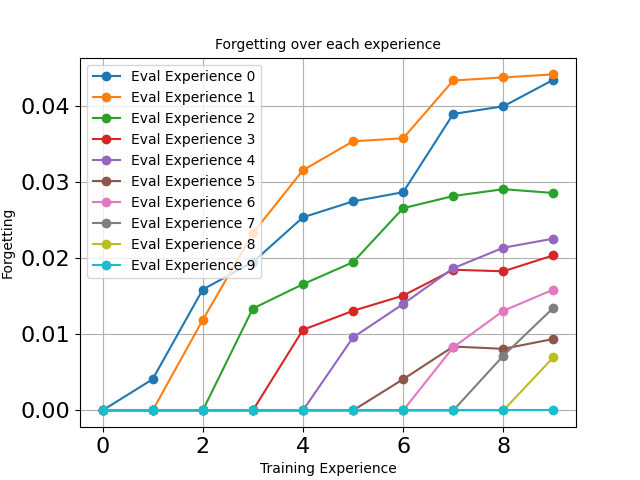 Forgetting over each experience
Eval Experience 0
Eval Experience 1
Eval Experience 2
Eval Experience 3
Eval Experience 4
Eval Experience 5
Eval Experience 6
Eval Experience 7
Eval Experience 8
Eval Experience 9
0.04
0.03
0.02
0.01
0.00
Forgetting
0 2 4 6 8
Training Experience